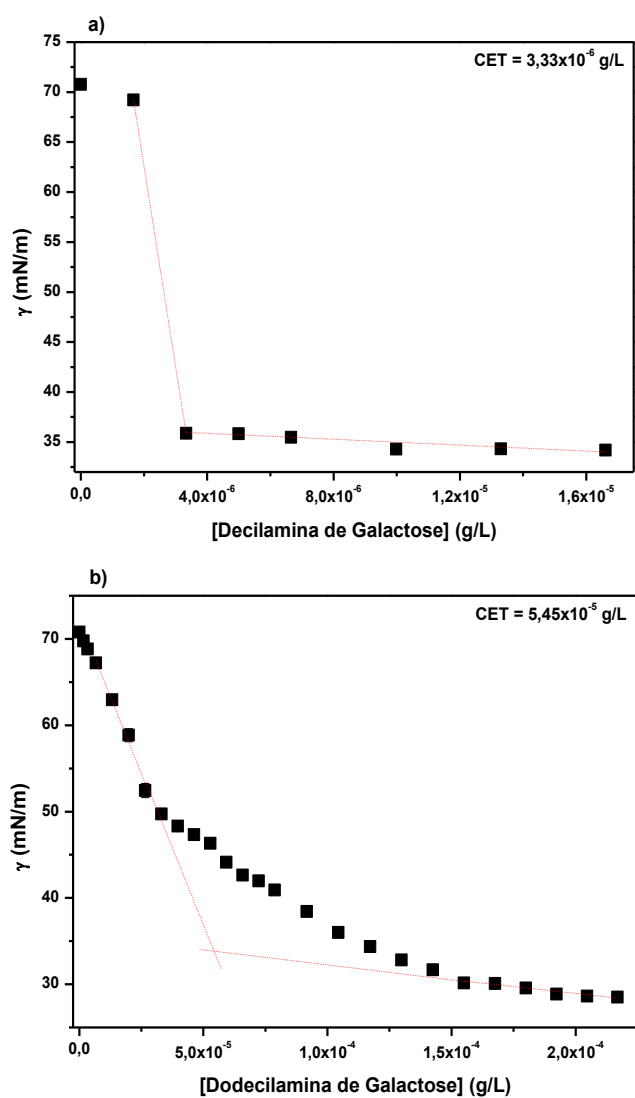 a)
CET = 3,33x10⁻⁶ g/L
75
70
65
60
55
50
45
40
35
γ (mN/m)
0,0 4,0x10⁻⁶ 8,0x10⁻⁶ 1,2x10⁻⁵ 1,6x10⁻⁵
[Decilamina de Galactose] (g/L)
b)
CET = 5,45x10⁻⁵ g/L
70
60
50
40
30
γ (mN/m)
0,0 5,0x10⁻⁵ 1,0x10⁻⁴ 1,5x10⁻⁴ 2,0x10⁻⁴
[Dodecilamina de Galactose] (g/L)